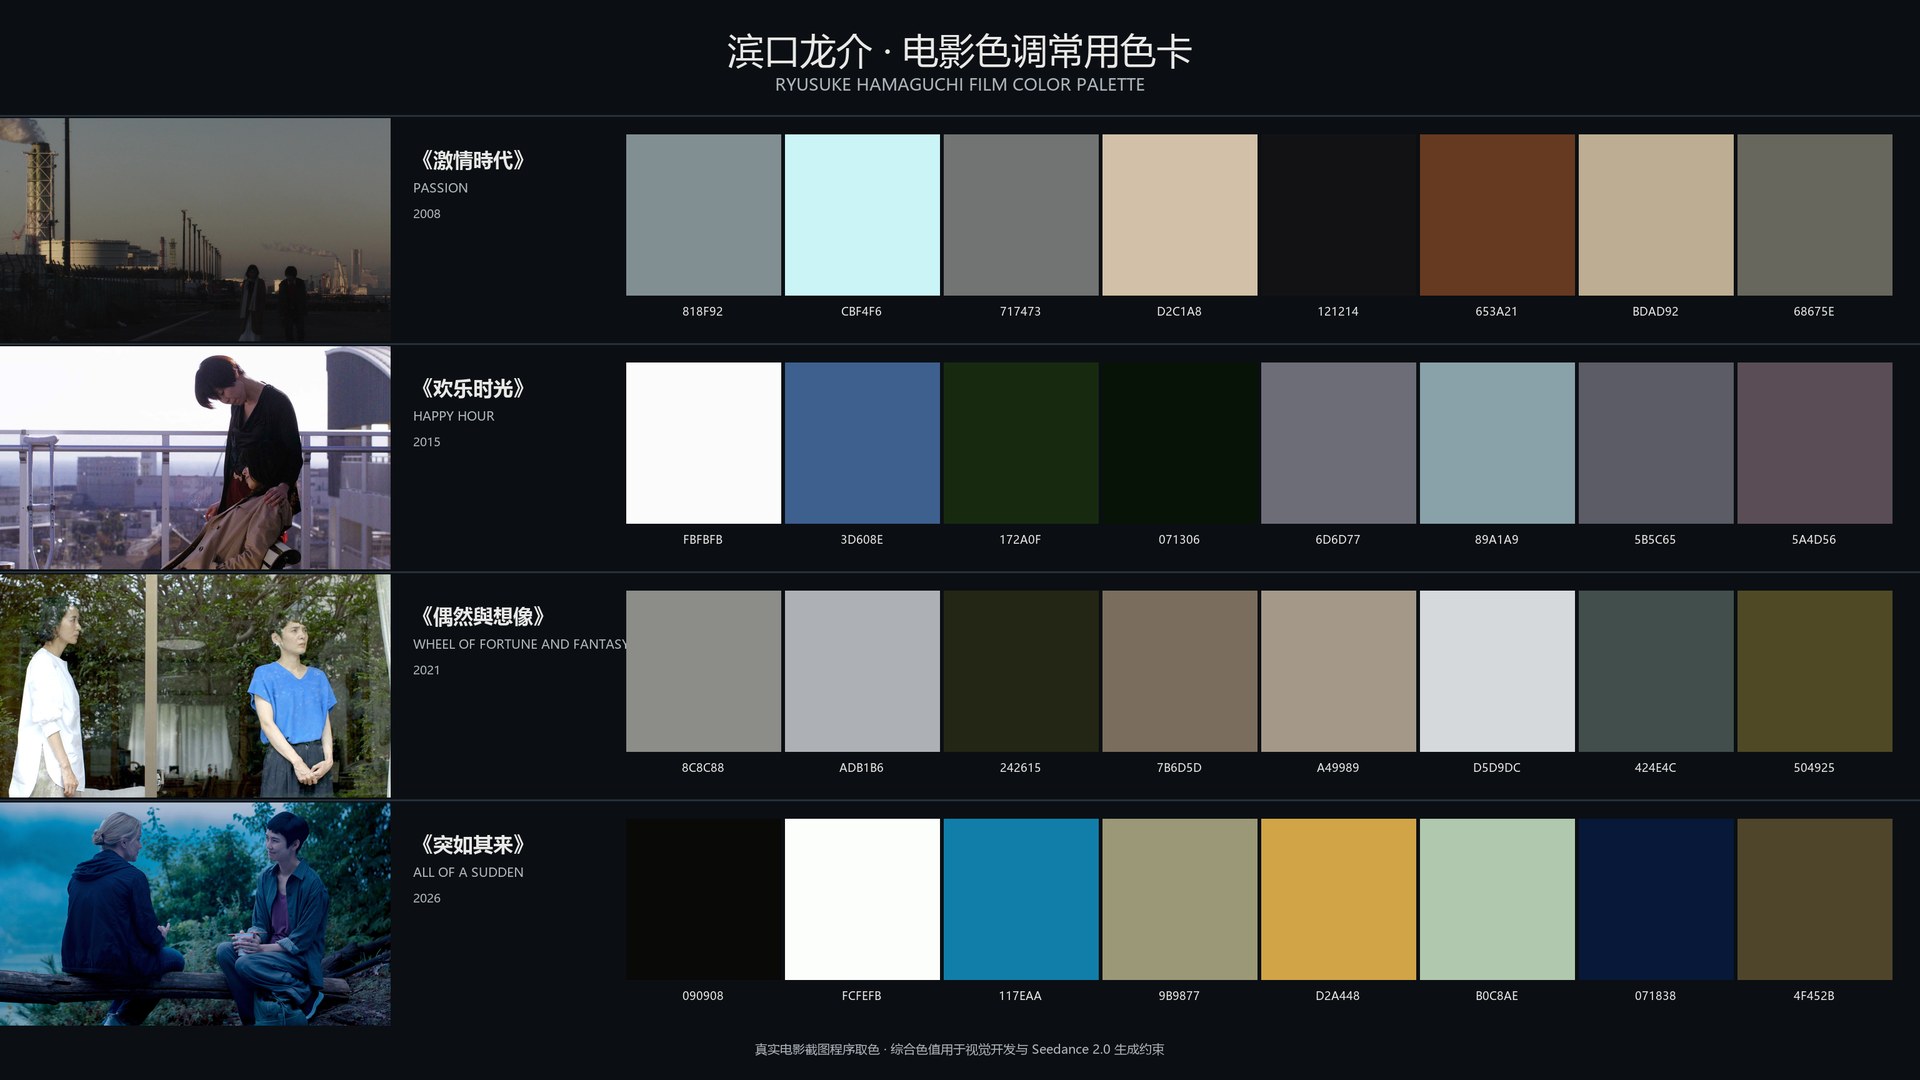 滨口龙介 · 电影色调常用色卡
RYUSUKE HAMAGUCHI FILM COLOR PALETTE
《激情時代》
PASSION
2008
818F92 CBF4F6 717473 D2C1A8 121214 653A21 BDAD92 68675E
《欢乐时光》
HAPPY HOUR
2015
FBFBFB 3D608E 172A0F 071306 6D6D77 89A1A9 5B5C65 5A4D56
《偶然與想像》
WHEEL OF FORTUNE AND FANTASY
2021
8C8C88 ADB1B6 242615 7B6D5D A49989 D5D9DC 424E4C 504925
《突如其来》
ALL OF A SUDDEN
2026
090908 FCFEFB 117EAA 9B9877 D2A448 B0C8AE 071838 4F452B
真实电影截图程序取色 · 综合色值用于视觉开发与 Seedance 2.0 生成约束